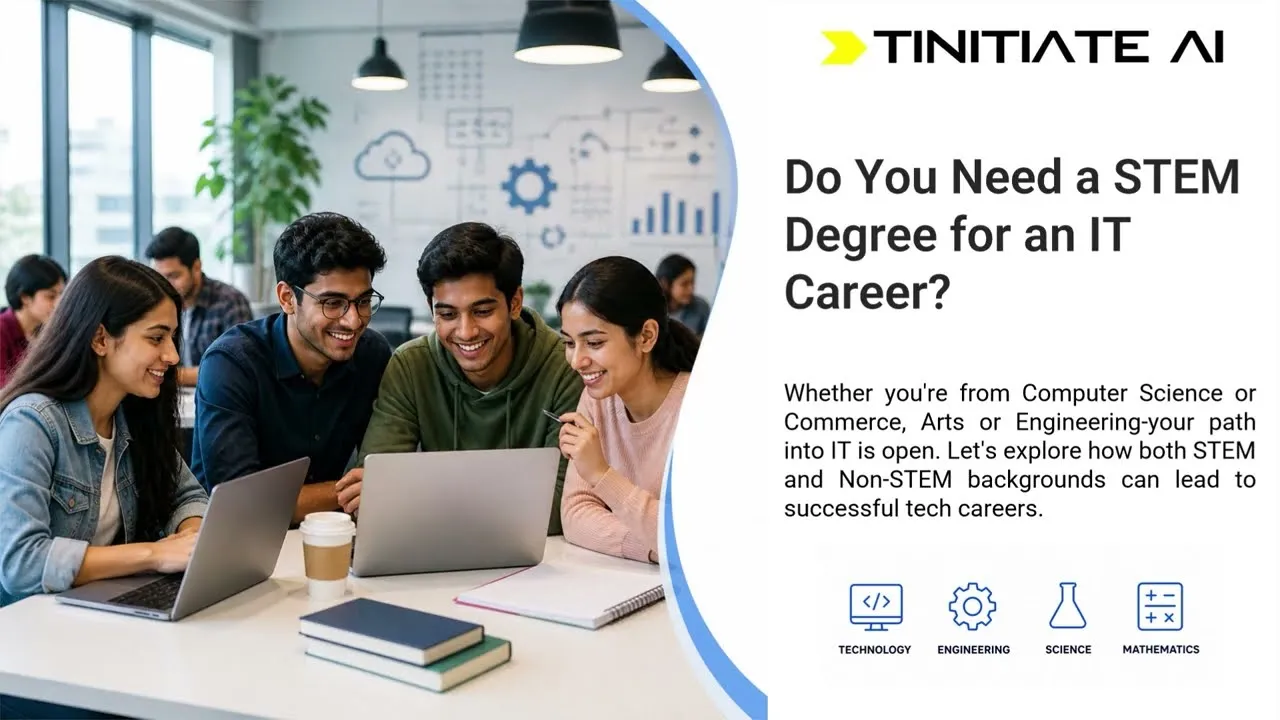 TINITIATE AI
Do You Need a STEM
Degree for an IT
Career?
Whether you're from Computer Science or
Commerce, Arts or Engineering-your path
into IT is open. Let's explore how both STEM
and Non-STEM backgrounds can lead to
successful tech careers.
TECHNOLOGY ENGINEERING SCIENCE MATHEMATICS